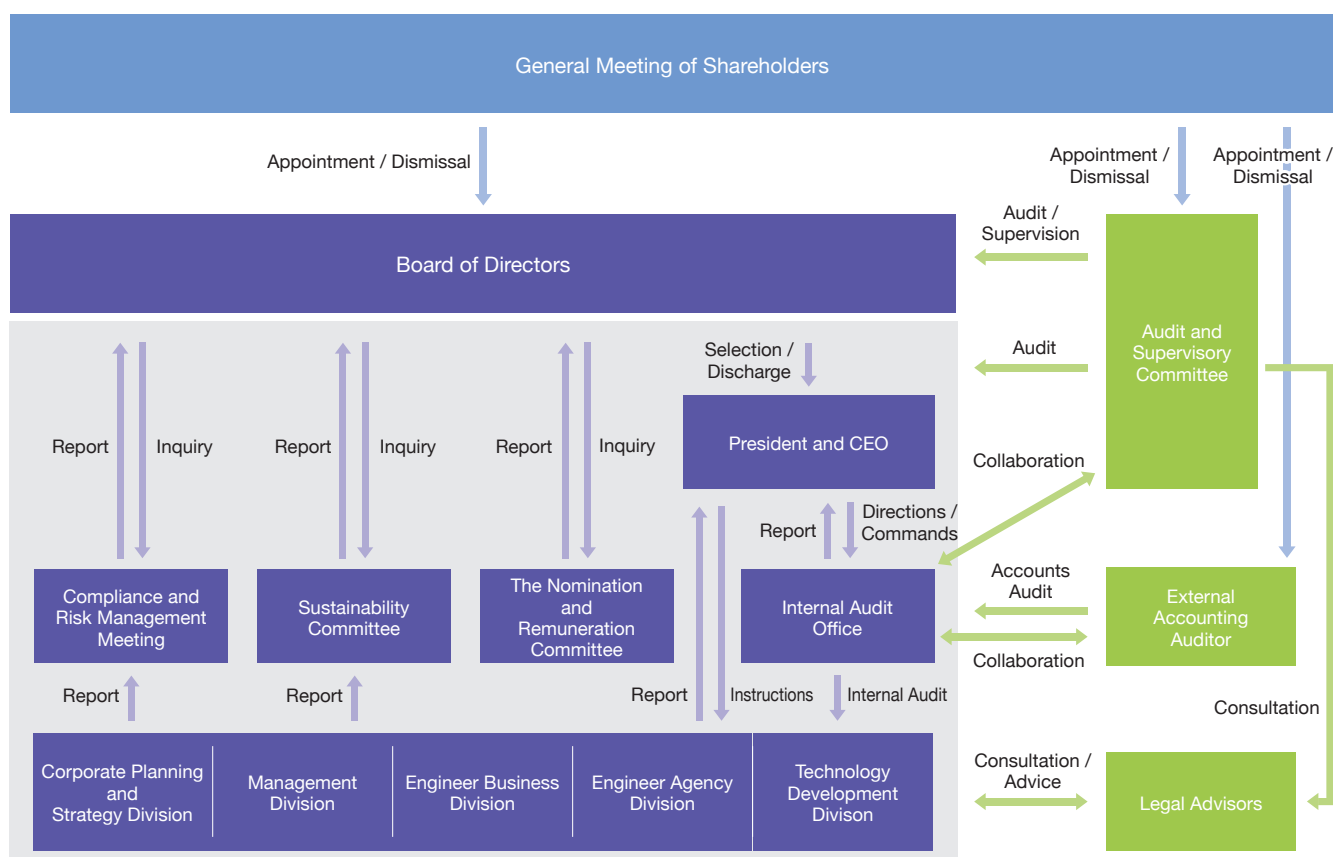 General Meeting of Shareholders
Appointment / Dismissal
Appointment /
Dismissal
Appointment /
Dismissal
Board of Directors
Audit /
Supervision
Audit and
Supervisory
Committee
Selection /
Discharge
Audit
Report
Inquiry
Report
Inquiry
Report
Inquiry
President and CEO
Collaboration
Report
Directions /
Commands
Compliance and
Risk Management
Meeting
Sustainability
Committee
The Nomination
and
Remuneration
Committee
Internal Audit
Office
Accounts
Audit
Collaboration
External
Accounting
Auditor
Report
Report
Report
Instructions
Internal Audit
Consultation
Corporate Planning
and
Strategy Division
Management
Division
Engineer Business
Division
Engineer Agency
Division
Technology
Development
Divison
Consultation /
Advice
Legal Advisors